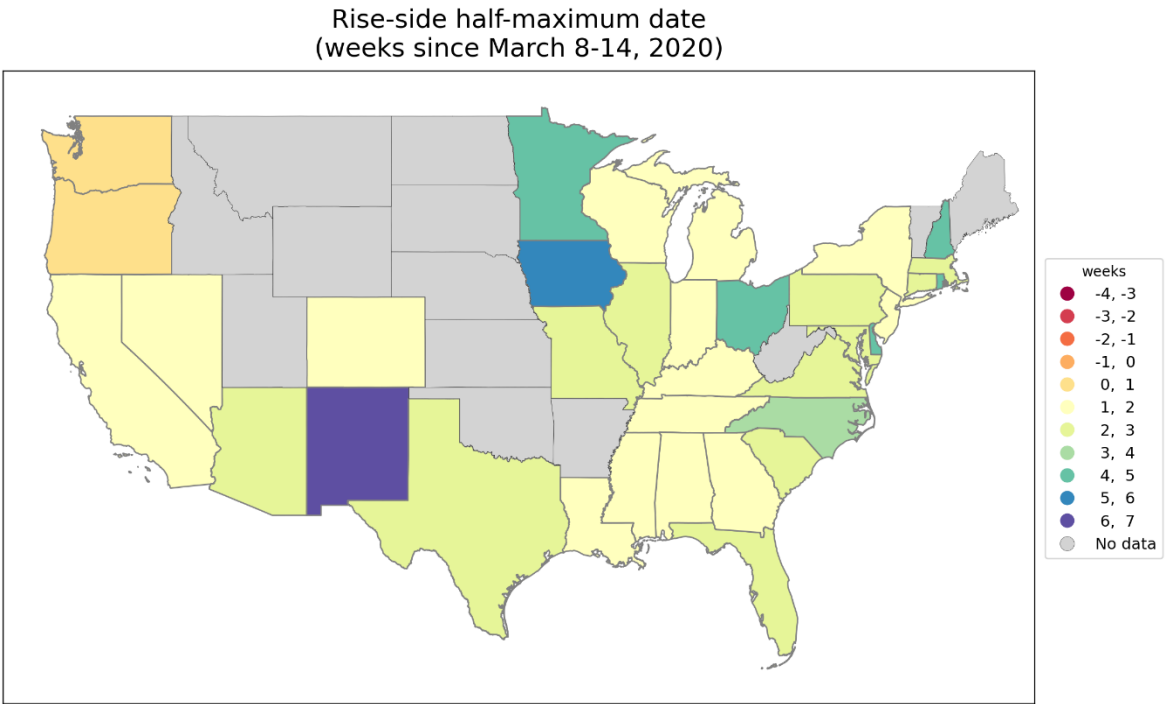 Rise-side half-maximum date
(weeks since March 8-14, 2020)
weeks
-4, -3
-3, -2
-2, -1
-1, 0
0, 1
1, 2
2, 3
3, 4
4, 5
5, 6
6, 7
No data